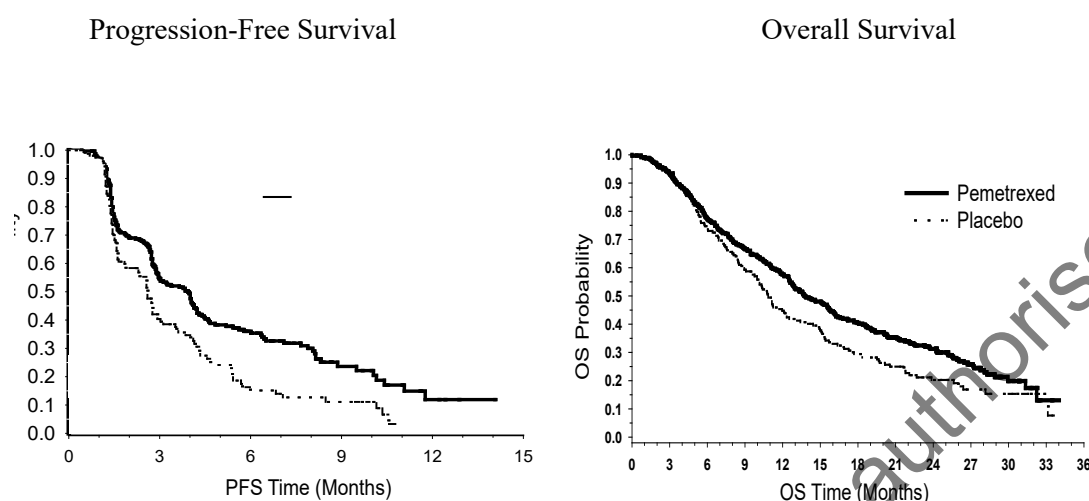 Progression-Free Survival
Overall Survival
1.0
0.9
0.8
0.7
0.6
0.5
0.4
0.3
0.2
0.1
0.0
0 3 6 9 12 15
PFS Time (Months)
OS Probability
1.0
0.9
0.8
0.7
0.6
0.5
0.4
0.3
0.2
0.1
0.0
Pemetrexed
Placebo
0 3 6 9 12 15 18 21 24 27 30 33 36
OS Time (Months)
authoris